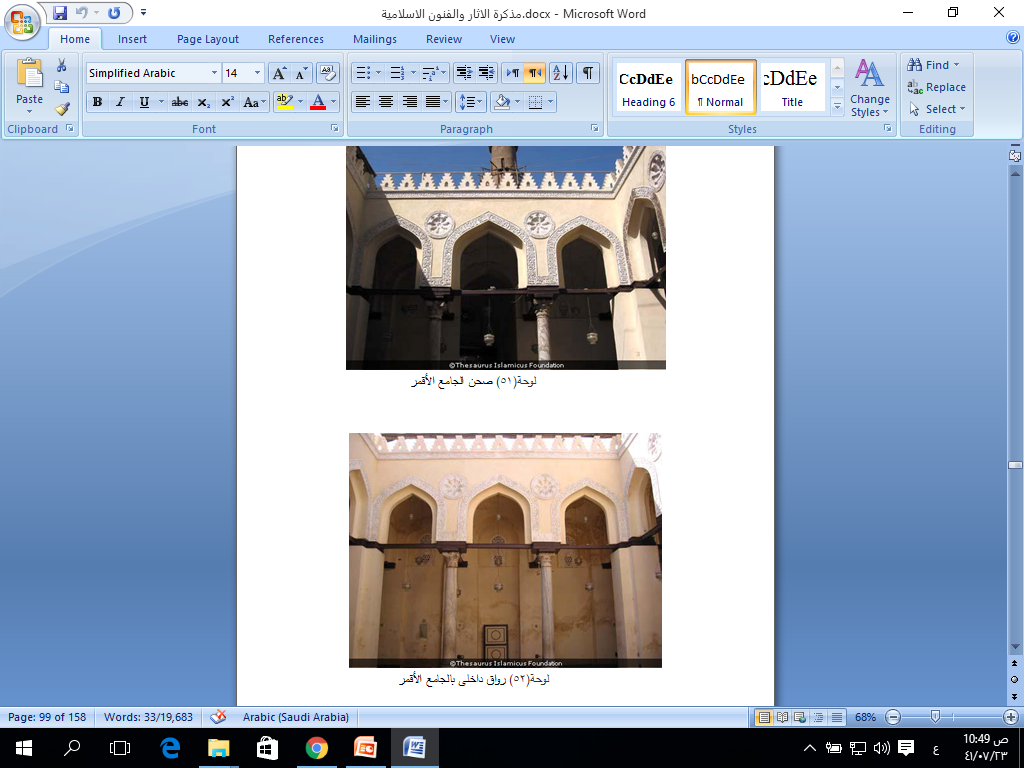 مذكرة الاثار والفنون الاسلامية.docx - Microsoft Word
Home Insert Page Layout References Mailings Review View
Paste
Clipboard
Simplified Arabic 14
Font
Paragraph
CcDdEe bCcDdEe cDdEe
Heading 6 ¶ Normal Title
Change Styles
Styles
Find
Replace
Select
Editing
©Thesaurus Islamicus Foundation
لوحة(٥١) صحن الجامع الأقمر
©Thesaurus Islamicus Foundation
لوحة(٥٢) رواق داخلى بالجامع الأقمر
Page: 99 of 158 Words: 33/19,683 Arabic (Saudi Arabia) 68%
ع
10:49 ص
٤١/٠٧/٢٣